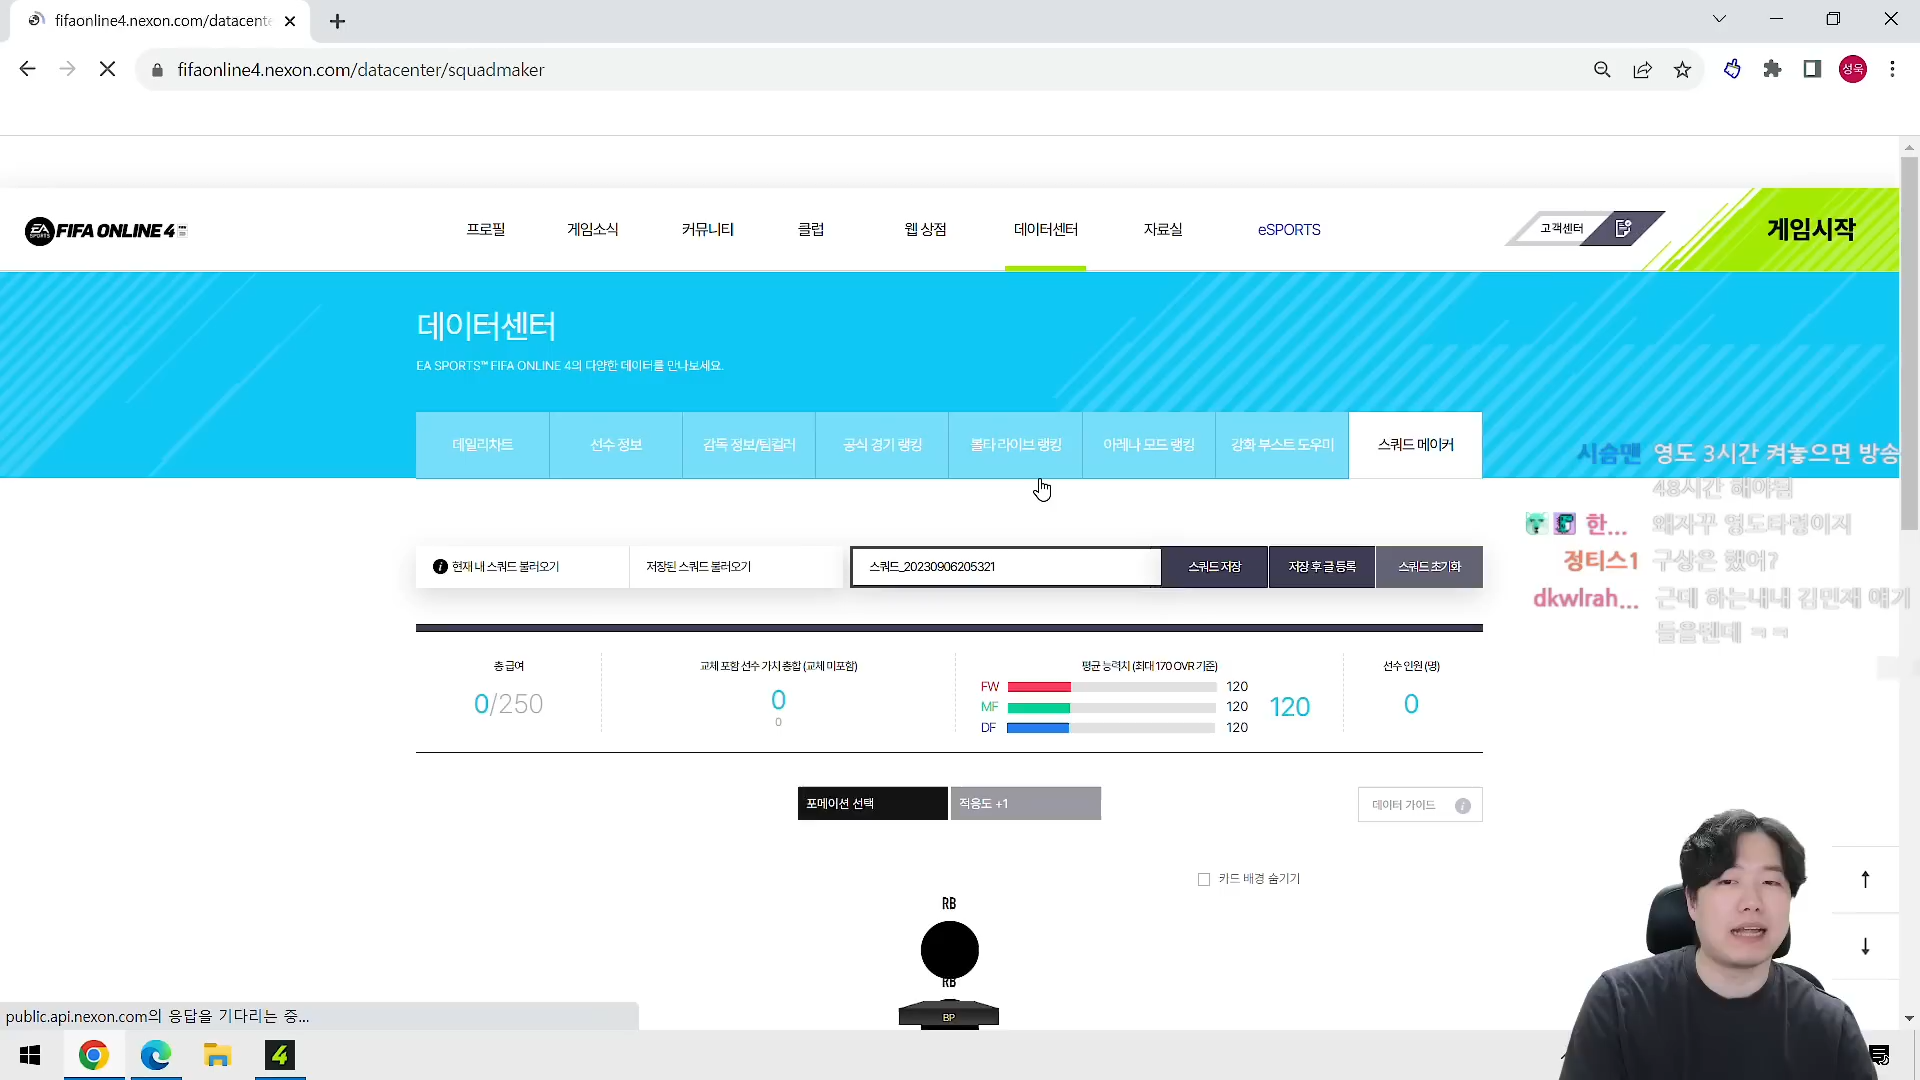 fifaonline4.nexon.com/datacente
fifaonline4.nexon.com/datacenter/squadmaker
성욱
EA SPORTS FIFA ONLINE 4
프로필
게임소식
커뮤니티
클럽
웹 상점
데이터센터
자료실
eSPORTS
고객센터
게임시작
데이터센터
EA SPORTS™ FIFA ONLINE 4의 다양한 데이터를 만나보세요.
데일리차트
선수 정보
감독 정보/팀컬러
공식 경기 랭킹
볼타 라이브 랭킹
아레나 모드 랭킹
강화 부스트 도우미
스쿼드 메이커
시슴맨 영도 3시간 켜놓으면 방송
48시간 해야됨
한... 왜자꾸 영도타령이지
정티스1 구상은 했어?
dkwlrah... 근데 하는내내 김민재 얘기
들을텐데 ㅋㅋ
현재 내 스쿼드 불러오기
저장된 스쿼드 불러오기
스쿼드_20230906205321
스쿼드 저장
저장 후 글 등록
스쿼드 초기화
총 급여
0/250
교체 포함 선수 가치 총합 (교체 미포함)
0
0
평균 능력치 (최대 170 OVR 기준)
FW 120
MF 120
DF 120
120
선수 인원 (명)
0
포메이션 선택
적응도 +1
데이터 가이드
카드 배경 숨기기
RB
RB
BP
public.api.nexon.com의 응답을 기다리는 중...
4